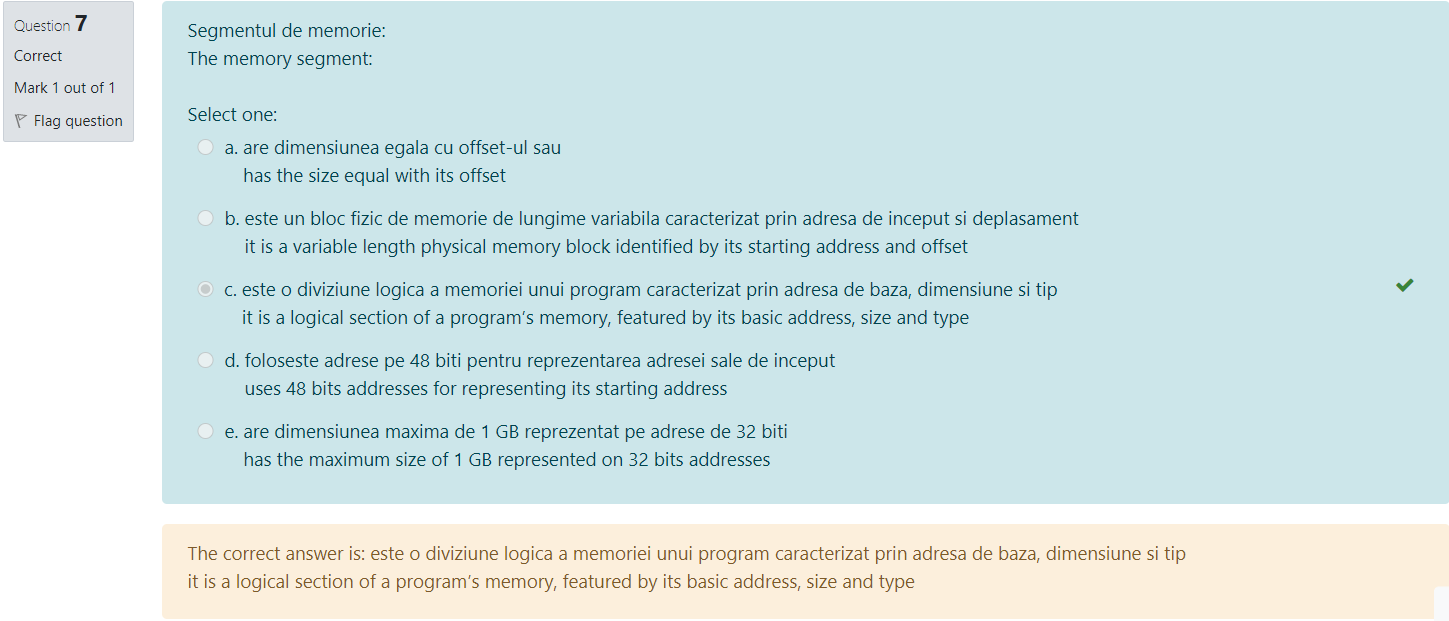 Question 7
Correct
Mark 1 out of 1
Flag question
Segmentul de memorie:
The memory segment:
Select one:
a. are dimensiunea egala cu offset-ul sau
has the size equal with its offset
b. este un bloc fizic de memorie de lungime variabila caracterizat prin adresa de inceput si deplasament
it is a variable length physical memory block identified by its starting address and offset
c. este o diviziune logica a memoriei unui program caracterizat prin adresa de baza, dimensiune si tip
it is a logical section of a program's memory, featured by its basic address, size and type
d. foloseste adrese pe 48 biti pentru reprezentarea adresei sale de inceput
uses 48 bits addresses for representing its starting address
e. are dimensiunea maxima de 1 GB reprezentat pe adrese de 32 biti
has the maximum size of 1 GB represented on 32 bits addresses
The correct answer is: este o diviziune logica a memoriei unui program caracterizat prin adresa de baza, dimensiune si tip
it is a logical section of a program's memory, featured by its basic address, size and type